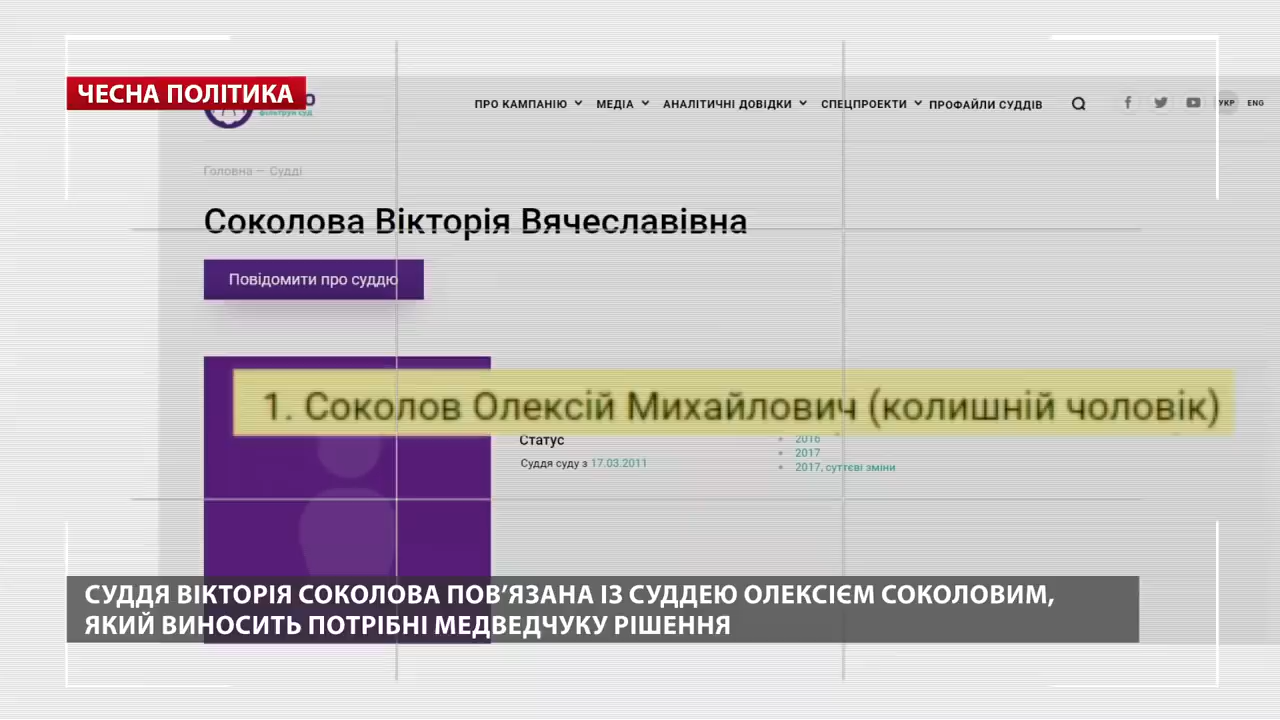 ЧЕСНА ПОЛІТИКА
фільтруй суд
ПРО КАМПАНІЮ МЕДІА АНАЛІТИЧНІ ДОВІДКИ СПЕЦПРОЕКТИ ПРОФАЙЛИ СУДДІВ УКР ENG
Головна — Судді
Соколова Вікторія Вячеславівна
Повідомити про суддю
1. Соколов Олексій Михайлович (колишній чоловік)
Статус
Суддя суду з 17.03.2011
2016
2017
2017, суттєві зміни
СУДДЯ ВІКТОРІЯ СОКОЛОВА ПОВ’ЯЗАНА ІЗ СУДДЕЮ ОЛЕКСІЄМ СОКОЛОВИМ,
ЯКИЙ ВИНОСИТЬ ПОТРІБНІ МЕДВЕДЧУКУ РІШЕННЯ